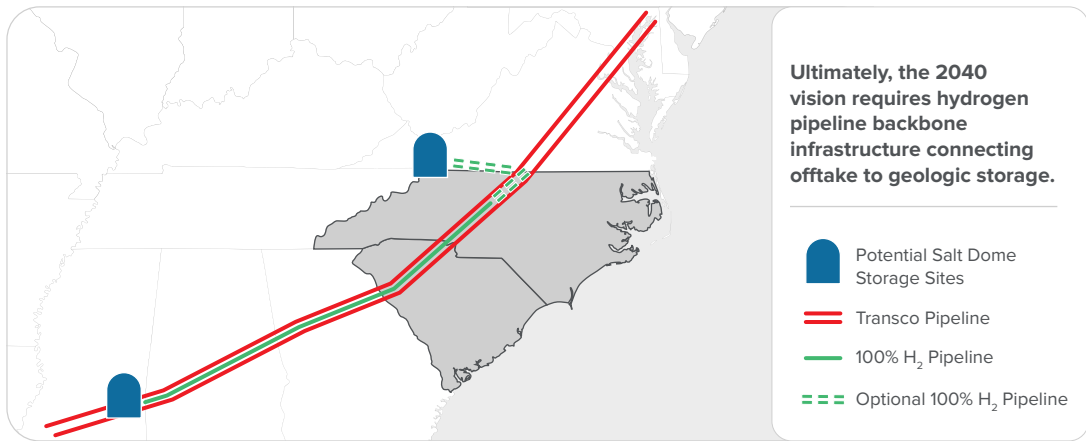 Ultimately, the 2040
vision requires hydrogen
pipeline backbone
infrastructure connecting
offtake to geologic storage.
Potential Salt Dome
Storage Sites
Transco Pipeline
100% H₂ Pipeline
Optional 100% H₂ Pipeline